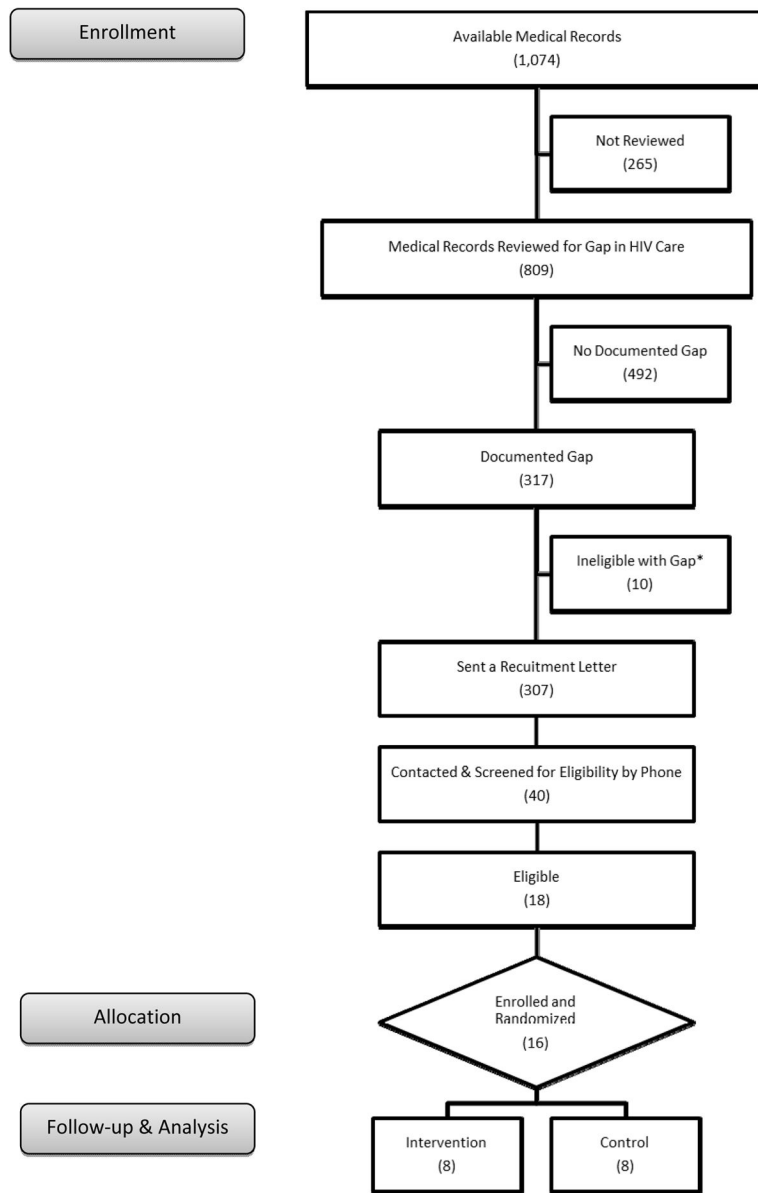 Enrollment
Available Medical Records
(1,074)
Not Reviewed
(265)
Medical Records Reviewed for Gap in HIV Care
(809)
No Documented Gap
(492)
Documented Gap
(317)
Ineligible with Gap*
(10)
Sent a Recuitment Letter
(307)
Contacted & Screened for Eligibility by Phone
(40)
Eligible
(18)
Allocation
Enrolled and
Randomized
(16)
Follow-up & Analysis
Intervention
(8)
Control
(8)